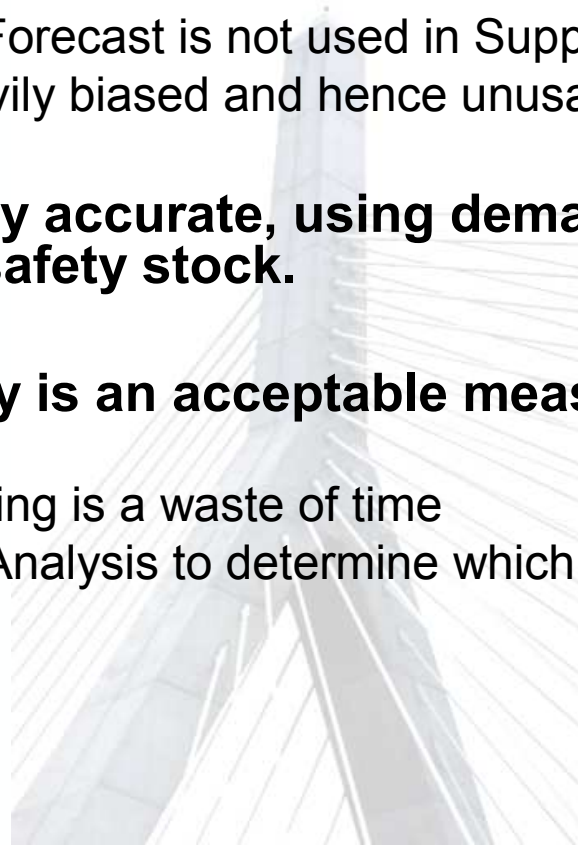 Forecast is not used in Supp
vily biased and hence unusa
y accurate, using dema
safety stock.
y is an acceptable meas
ing is a waste of time
Analysis to determine which